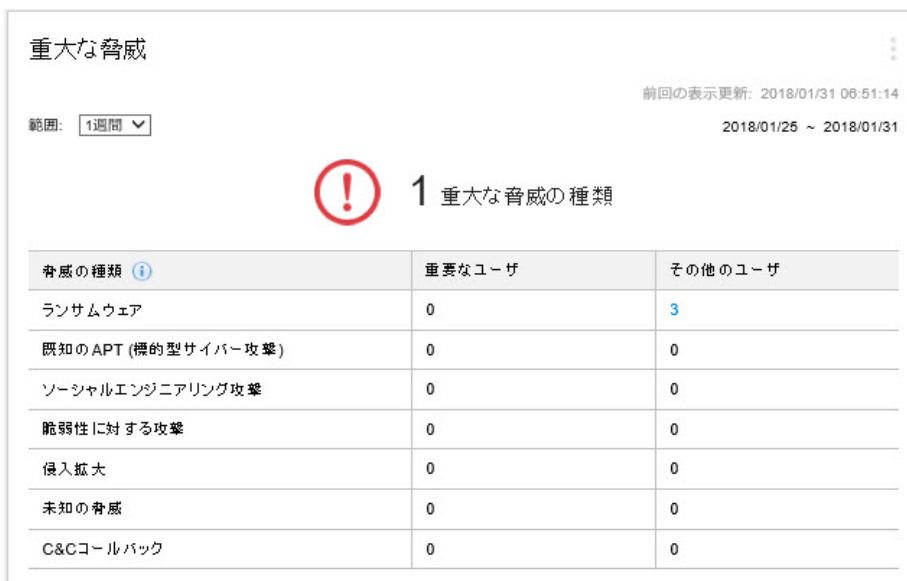 重大な脅威
前回の表示更新: 2018/01/31 06:51:14
範囲: 1週間 2018/01/25 ~ 2018/01/31
1 重大な脅威の種類
脅威の種類 重要なユーザ その他のユーザ
ランサムウェア 0 3
既知のAPT (標的型サイバー攻撃) 0 0
ソーシャルエンジニアリング攻撃 0 0
脆弱性に対する攻撃 0 0
侵入拡大 0 0
未知の脅威 0 0
C&Cコールバック 0 0